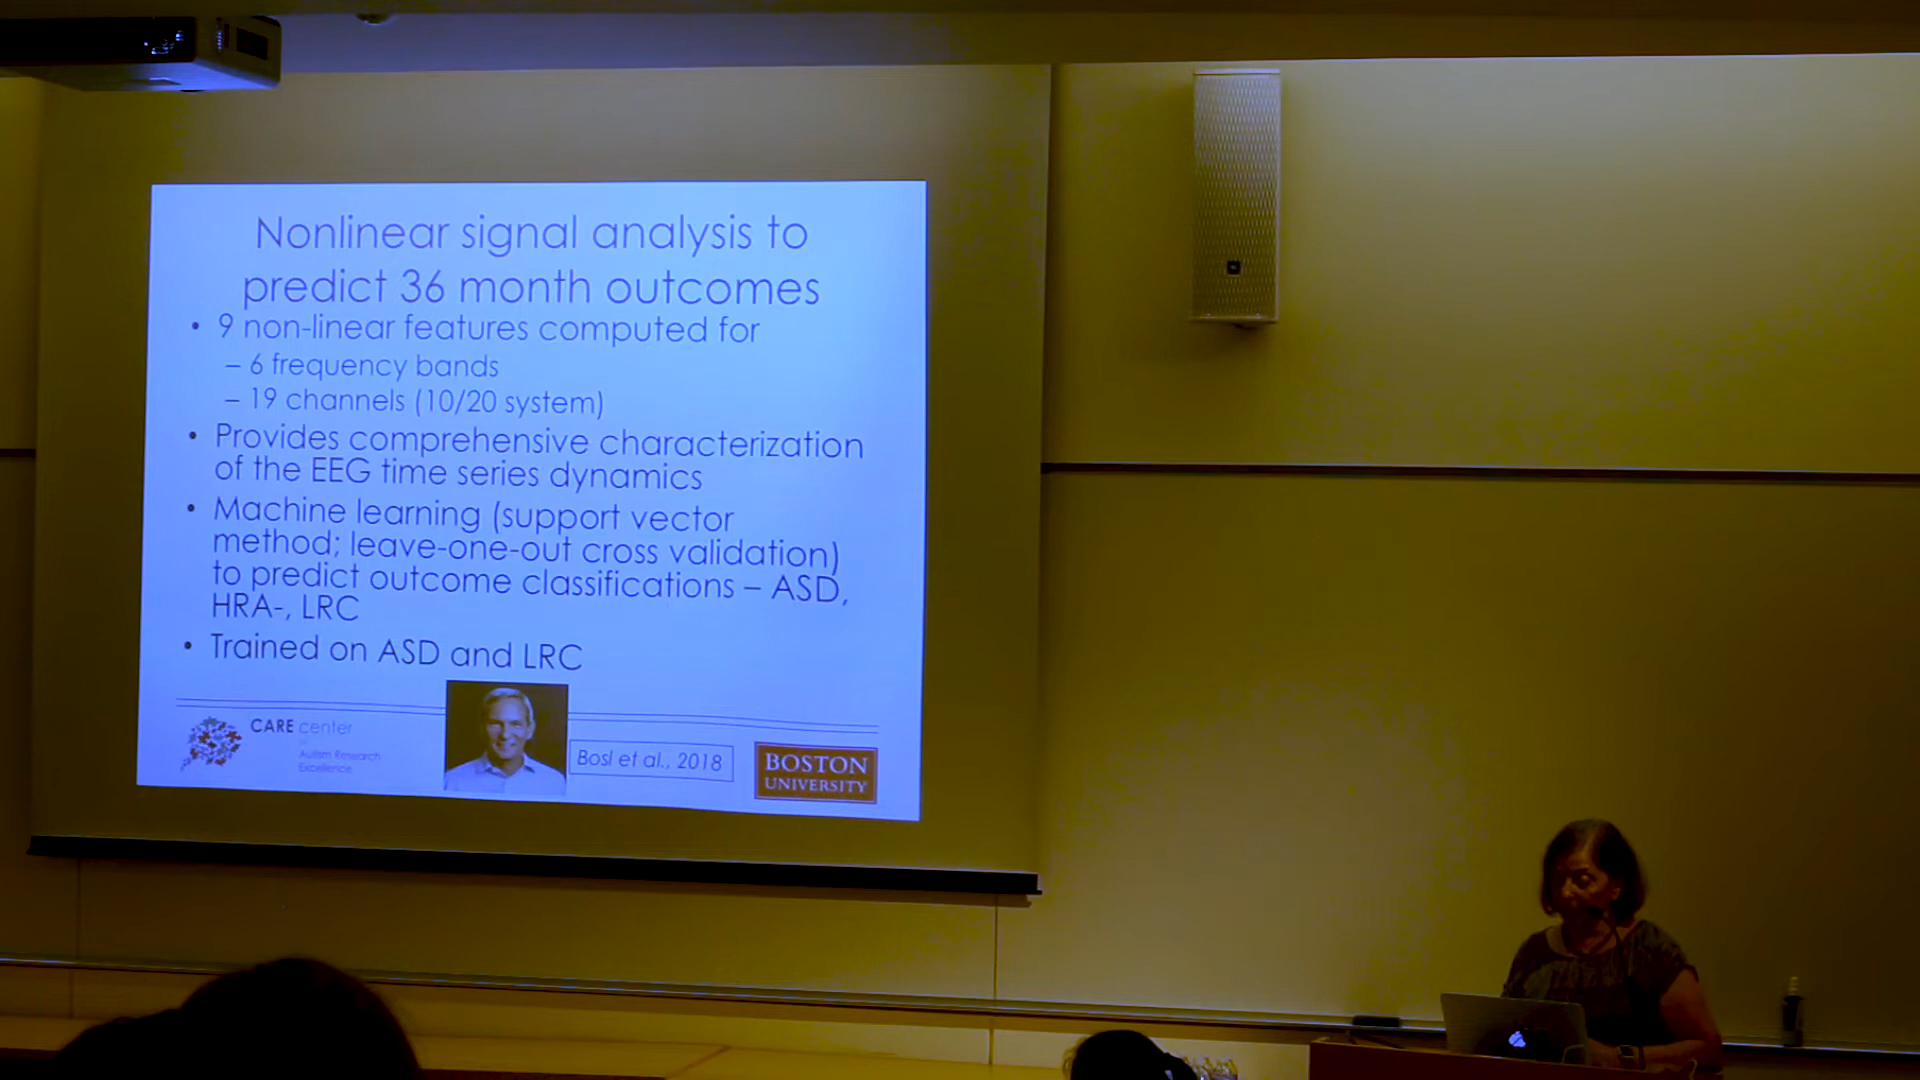 Nonlinear signal analysis to
predict 36 month outcomes
• 9 non-linear features computed for
– 6 frequency bands
– 19 channels (10/20 system)
• Provides comprehensive characterization
of the EEG time series dynamics
• Machine learning (support vector
method; leave-one-out cross validation)
to predict outcome classifications – ASD,
HRA-, LRC
• Trained on ASD and LRC
CARE center
Autism Research
Excellence
Bosl et al., 2018
BOSTON
UNIVERSITY